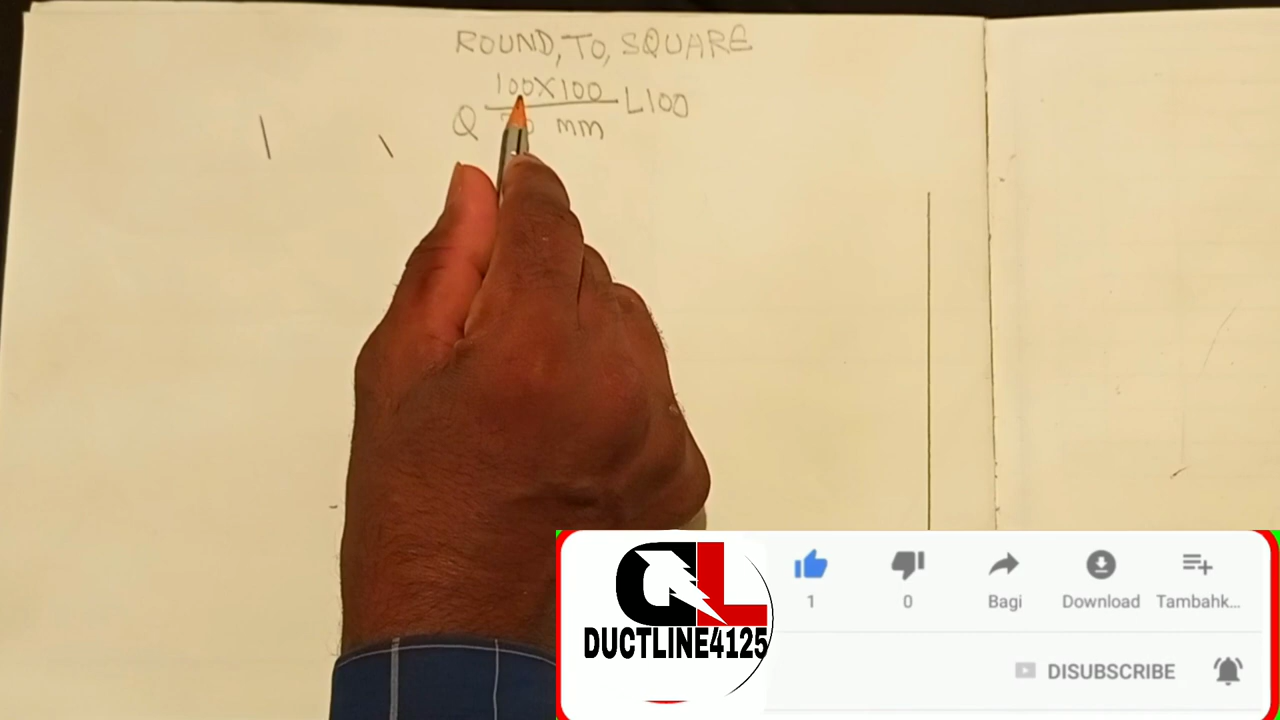 ROUND, TO, SQUARE
100X100 L100
Q mm
DUCTLINE4125
1
0
Bagi
Download
Tambahk...
DISUBSCRIBE